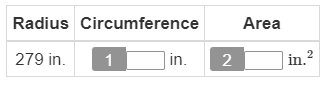 Radius Circumference Area
279 in. 1 in. 2 in.²